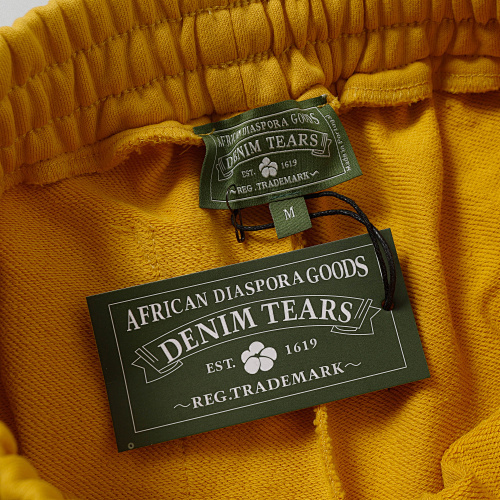 AFRICAN DIASPORA GOODS
DENIM TEARS
EST. 1619
REG.TRADEMARK
M
AFRICAN DIASPORA GOODS
DENIM TEARS
EST. 1619
~REG.TRADEMARK~